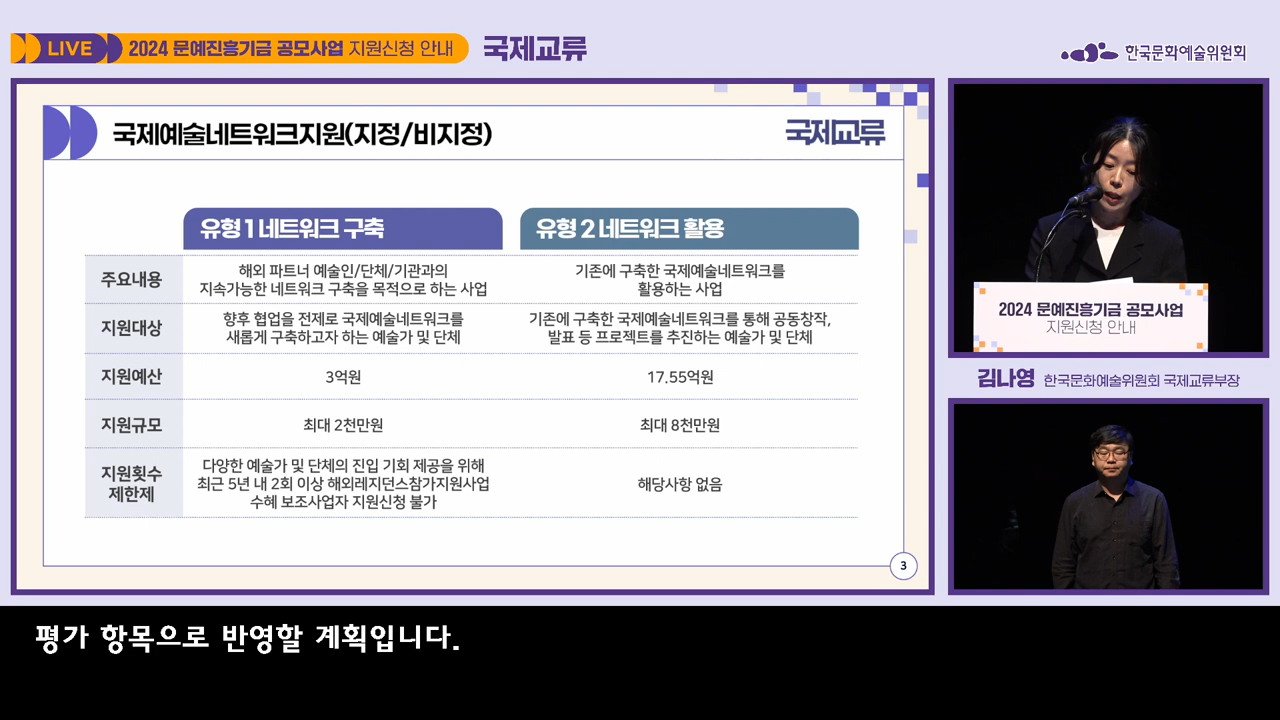 LIVE 2024 문예진흥기금 공모사업 지원신청 안내 국제교류
한국문화예술위원회
국제예술네트워크지원(지정/비지정)
국제교류
유형 1 네트워크 구축
유형 2 네트워크 활용
주요내용
해외 파트너 예술인/단체/기관과의
지속가능한 네트워크 구축을 목적으로 하는 사업
기존에 구축한 국제예술네트워크를
활용하는 사업
지원대상
향후 협업을 전제로 국제예술네트워크를
새롭게 구축하고자 하는 예술가 및 단체
기존에 구축한 국제예술네트워크를 통해 공동창작,
발표 등 프로젝트를 추진하는 예술가 및 단체
지원예산
3억원
17.55억원
지원규모
최대 2천만원
최대 8천만원
지원횟수
제한제
다양한 예술가 및 단체의 진입 기회 제공을 위해
최근 5년 내 2회 이상 해외레지던스참가지원사업
수혜 보조사업자 지원신청 불가
해당사항 없음
3
2024 문예진흥기금 공모사업
지원신청 안내
김나영 한국문화예술위원회 국제교류부장
평가 항목으로 반영할 계획입니다.